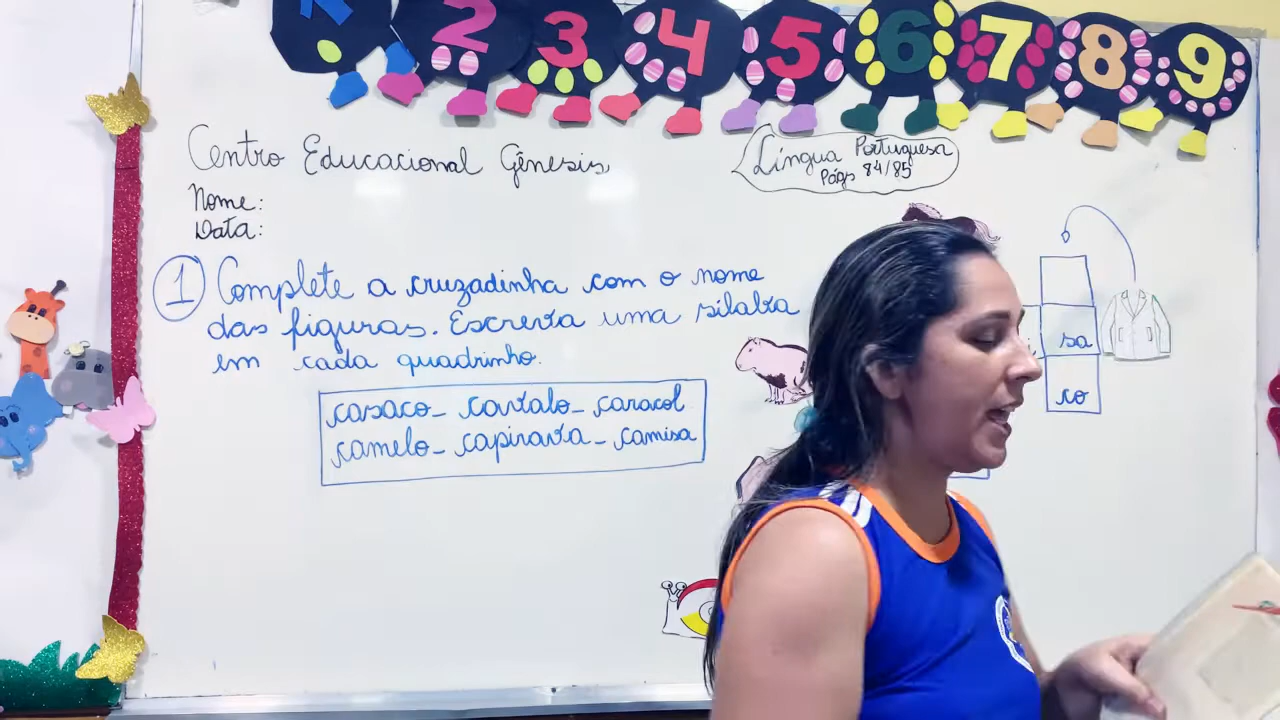 1 2 3 4 5 6 7 8 9
Centro Educacional Gênesis
Língua Portuguesa
Págs 84/85
Nome:
Data:
1 Complete a cruzadinha com o nome
das figuras. Escreva uma sílaba
em cada quadrinho.
casaco - cavalo - caracol
camelo - capivara - camisa
sa
co